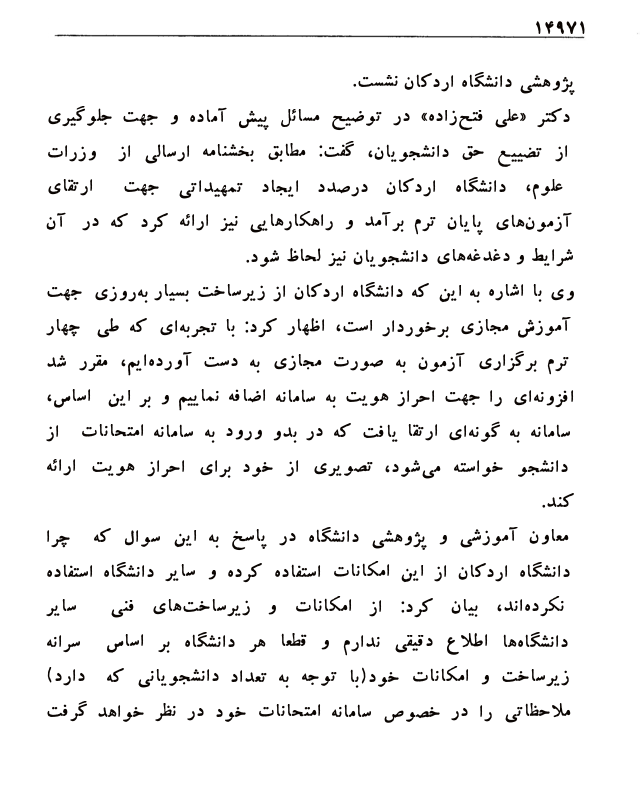 ۱۴۹۷۱
پژوهشی دانشگاه اردکان نشست.
دکتر «علی فتح‌زاده» در توضیح مسائل پیش آماده و جهت جلوگیری
از تضییع حق دانشجویان، گفت: مطابق بخشنامه ارسالی از وزرات
علوم، دانشگاه اردکان درصدد ایجاد تمهیداتی جهت ارتقای
آزمون‌های پایان ترم برآمد و راهکارهایی نیز ارائه کرد که در آن
شرایط و دغدغه‌های دانشجویان نیز لحاظ شود.
وی با اشاره به این که دانشگاه اردکان از زیرساخت بسیار به‌روزی جهت
آموزش مجازی برخوردار است، اظهار کرد: با تجربه‌ای که طی چهار
ترم برگزاری آزمون به صورت مجازی به دست آورده‌ایم، مقرر شد
افزونه‌ای را جهت احراز هویت به سامانه اضافه نماییم و بر این اساس،
سامانه به گونه‌ای ارتقا یافت که در بدو ورود به سامانه امتحانات از
دانشجو خواسته می‌شود، تصویری از خود برای احراز هویت ارائه
کند.
معاون آموزشی و پژوهشی دانشگاه در پاسخ به این سوال که چرا
دانشگاه اردکان از این امکانات استفاده کرده و سایر دانشگاه استفاده
نکرده‌اند، بیان کرد: از امکانات و زیرساخت‌های فنی سایر
دانشگاه‌ها اطلاع دقیقی ندارم و قطعا هر دانشگاه بر اساس سرانه
زیرساخت و امکانات خود(با توجه به تعداد دانشجویانی که دارد)
ملاحظاتی را در خصوص سامانه امتحانات خود در نظر خواهد گرفت